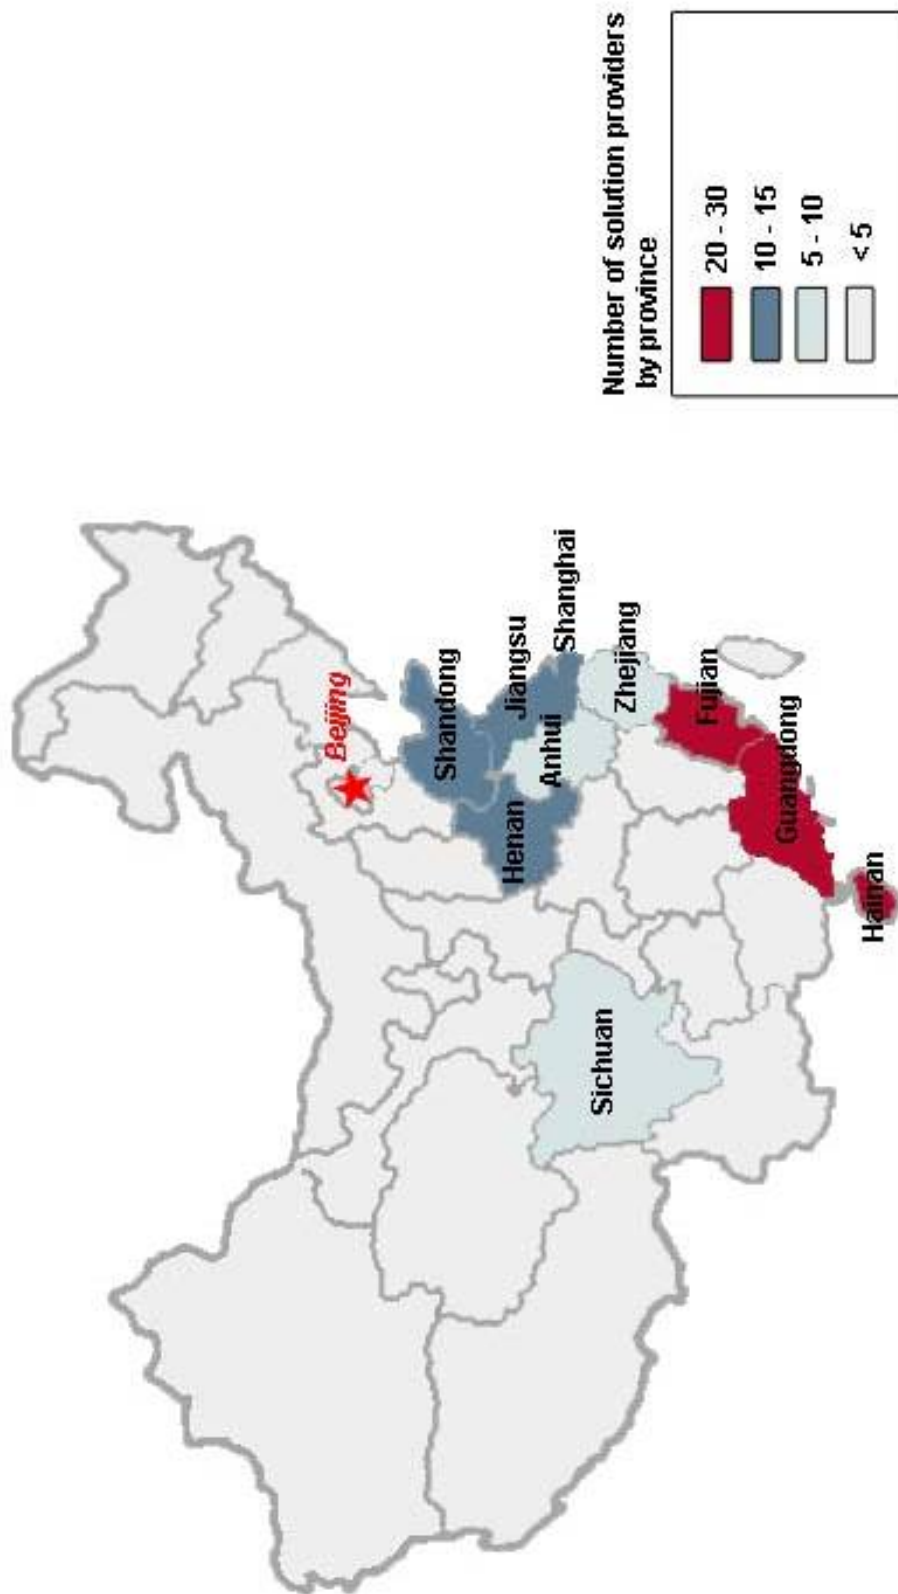 Beijing
Shandong
Henan
Jiangsu
Anhui
Shanghai
Sichuan
Zhejiang
Fujian
Guangdong
Hainan
Number of solution providers
by province
20 - 30
10 - 15
5 - 10
< 5